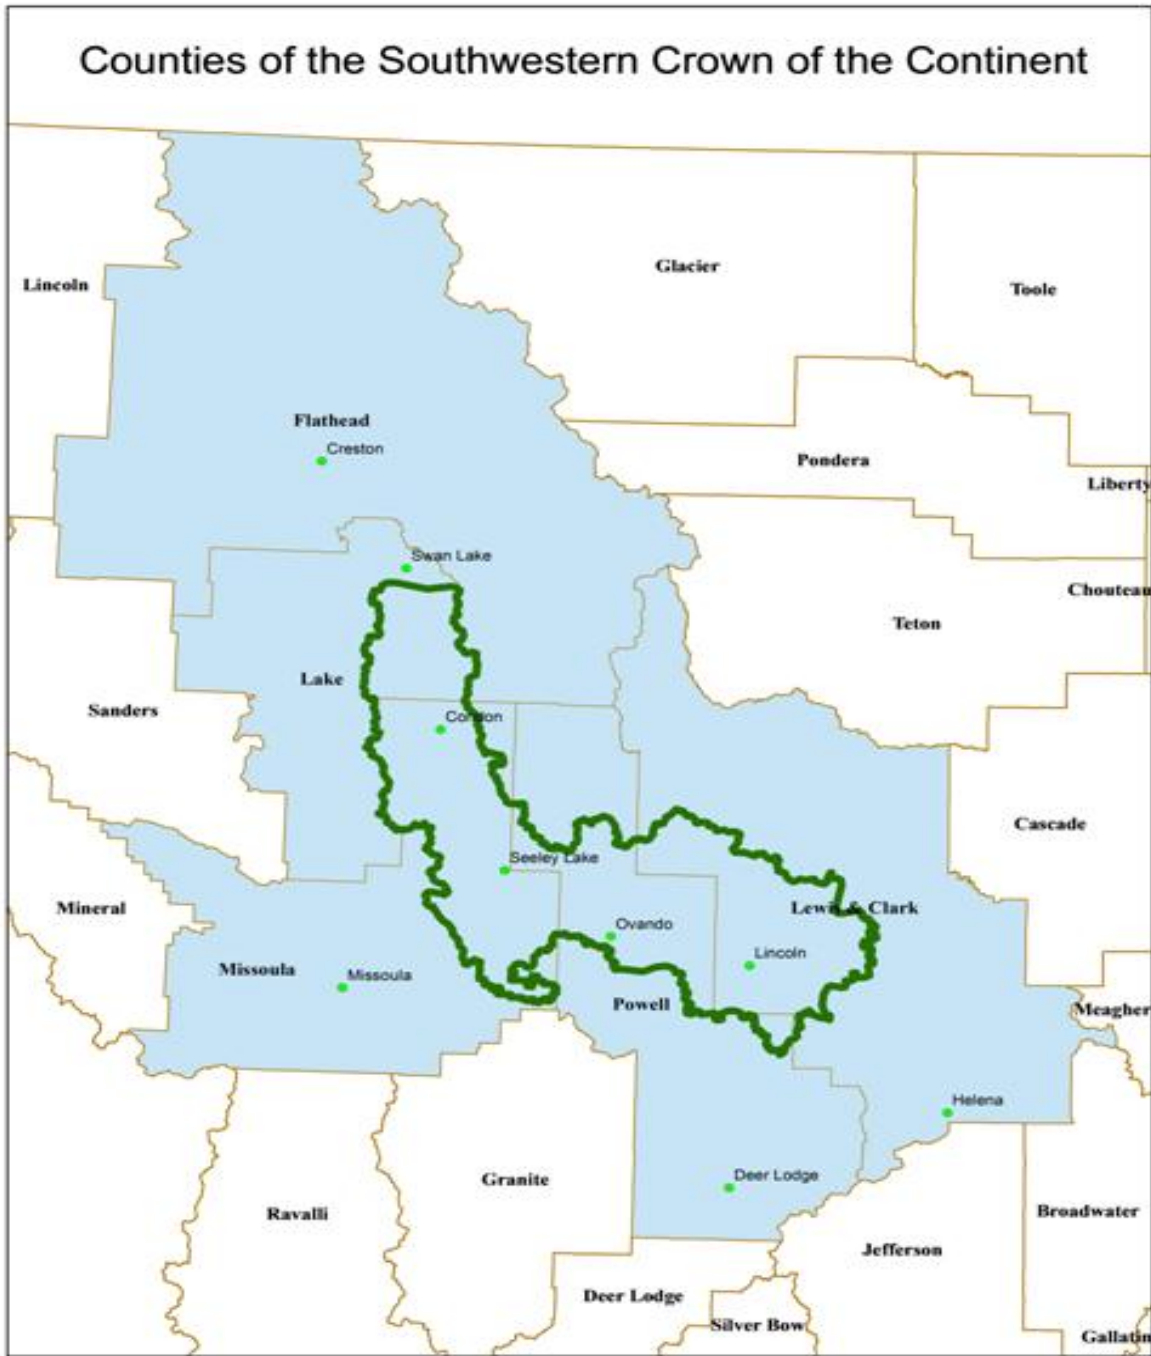 Counties of the Southwestern Crown of the Continent
Glacier
Lincoln
Toole
Flathead
Creston
Pondera
Liberty
Swan Lake
Chouteau
Teton
Lake
Sanders
Condon
Cascade
Seeley Lake
Mineral
Lewis & Clark
Ovando
Lincoln
Missoula
Missoula
Powell
Meagher
Helena
Deer Lodge
Granite
Ravalli
Broadwater
Jefferson
Deer Lodge
Silver Bow
Gallatin